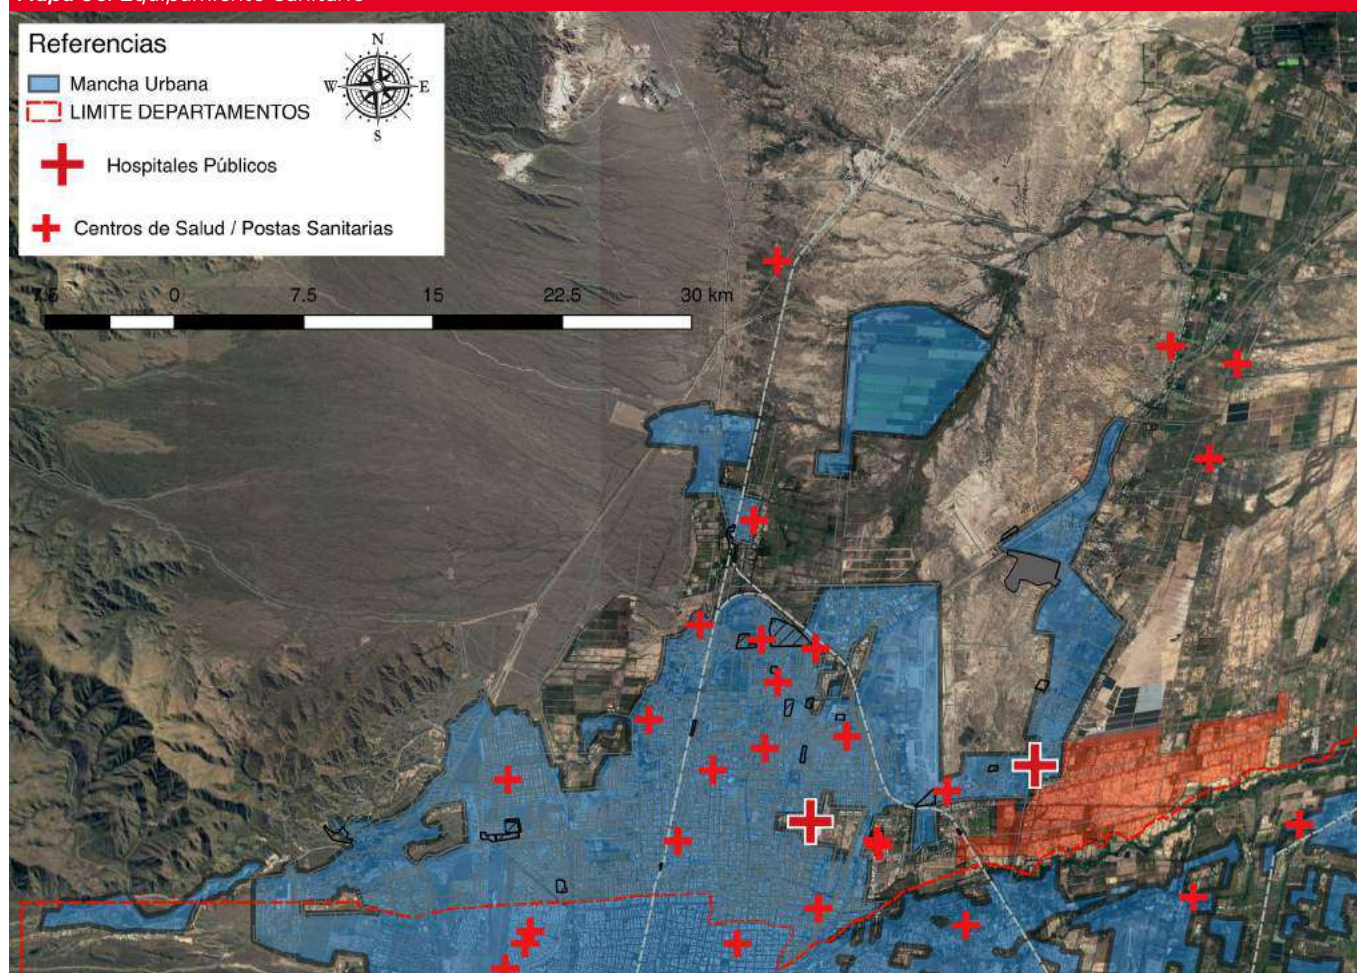 Referencias
N
W
E
S
Mancha Urbana
LIMITE DEPARTAMENTOS
Hospitales Públicos
Centros de Salud / Postas Sanitarias
7.5 0 7.5 15 22.5 30 km